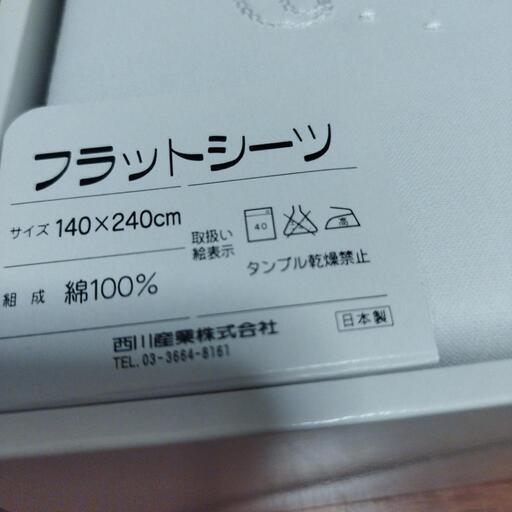 フラットシーツ
サイズ 140×240cm
取扱い
絵表示
40
高
タンブル乾燥禁止
組成 綿100%
西川産業株式会社
TEL. 03-3664-8161
日本製